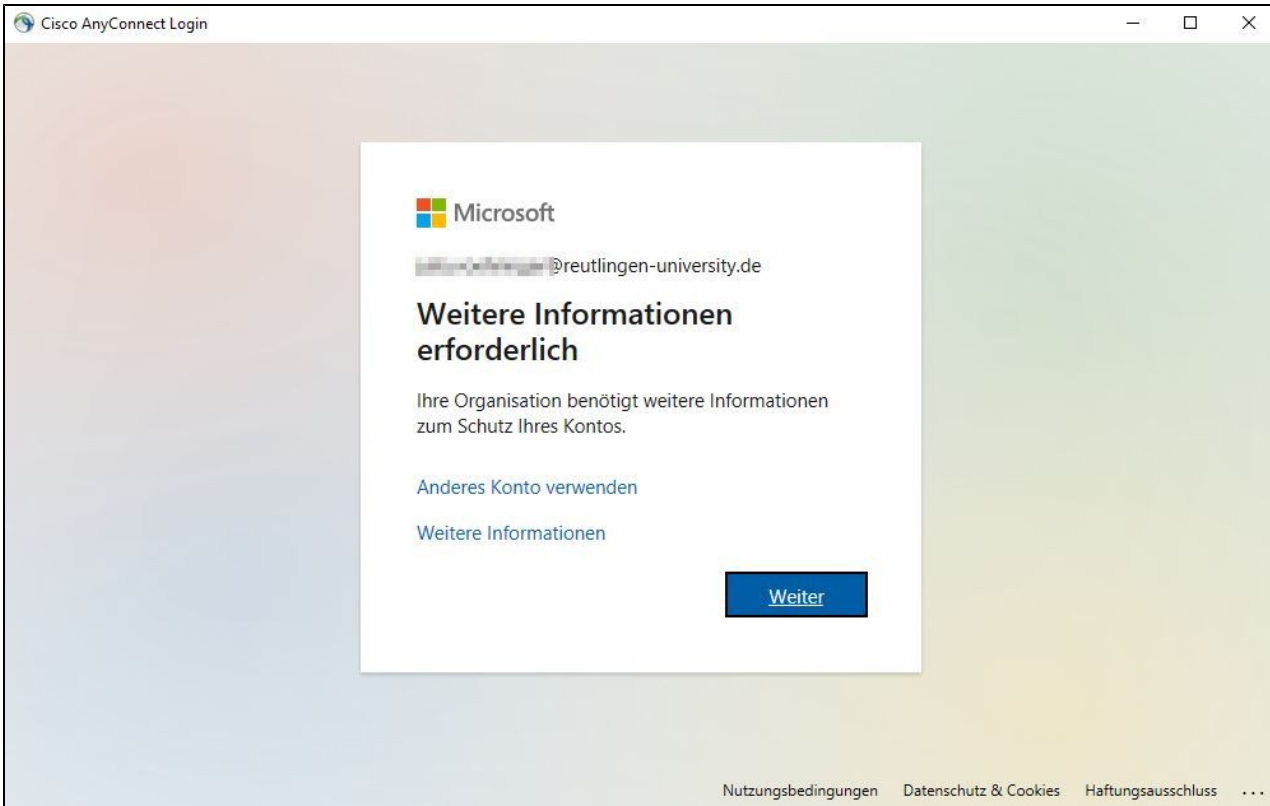 Cisco AnyConnect Login
Microsoft
@reutlingen-university.de
Weitere Informationen
erforderlich
Ihre Organisation benötigt weitere Informationen
zum Schutz Ihres Kontos.
Anderes Konto verwenden
Weitere Informationen
Weiter
Nutzungsbedingungen Datenschutz & Cookies Haftungsausschluss ...